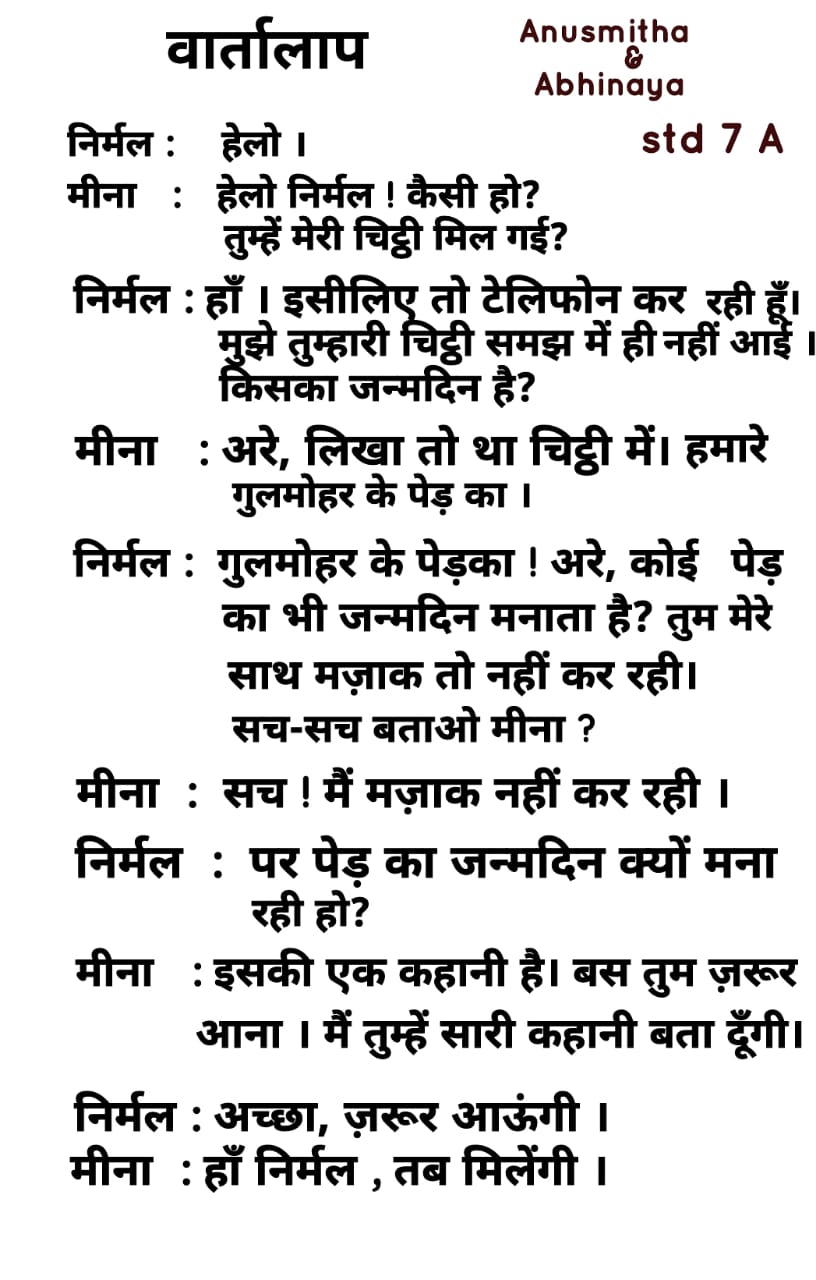 वार्तालाप
Anusmitha
&
Abhinaya
std 7 A
निर्मल : हेलो ।
मीना : हेलो निर्मल ! कैसी हो?
तुम्हें मेरी चिट्ठी मिल गई?
निर्मल : हाँ । इसीलिए तो टेलिफोन कर रही हूँ।
मुझे तुम्हारी चिट्ठी समझ में ही नहीं आई ।
किसका जन्मदिन है?
मीना : अरे, लिखा तो था चिट्ठी में। हमारे
गुलमोहर के पेड़ का ।
निर्मल : गुलमोहर के पेड़का ! अरे, कोई पेड़
का भी जन्मदिन मनाता है? तुम मेरे
साथ मज़ाक तो नहीं कर रही।
सच-सच बताओ मीना ?
मीना : सच ! मैं मज़ाक नहीं कर रही ।
निर्मल : पर पेड़ का जन्मदिन क्यों मना
रही हो?
मीना : इसकी एक कहानी है। बस तुम ज़रूर
आना । मैं तुम्हें सारी कहानी बता दूँगी।
निर्मल : अच्छा, ज़रूर आऊंगी ।
मीना : हाँ निर्मल , तब मिलेंगी ।